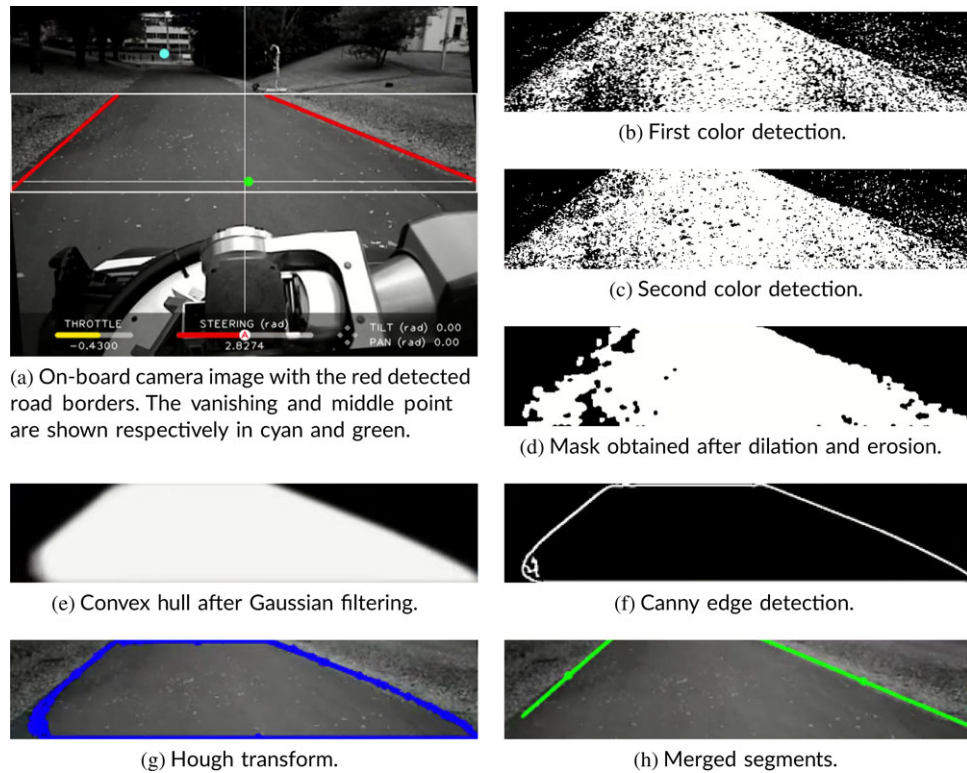 THROTTLE
-0.4300
STEERING (rad)
A
2.8274
TILT (rad) 0.00
PAN (rad) 0.00
(a) On-board camera image with the red detected
road borders. The vanishing and middle point
are shown respectively in cyan and green.
(b) First color detection.
(c) Second color detection.
(d) Mask obtained after dilation and erosion.
(e) Convex hull after Gaussian filtering.
(f) Canny edge detection.
(g) Hough transform.
(h) Merged segments.